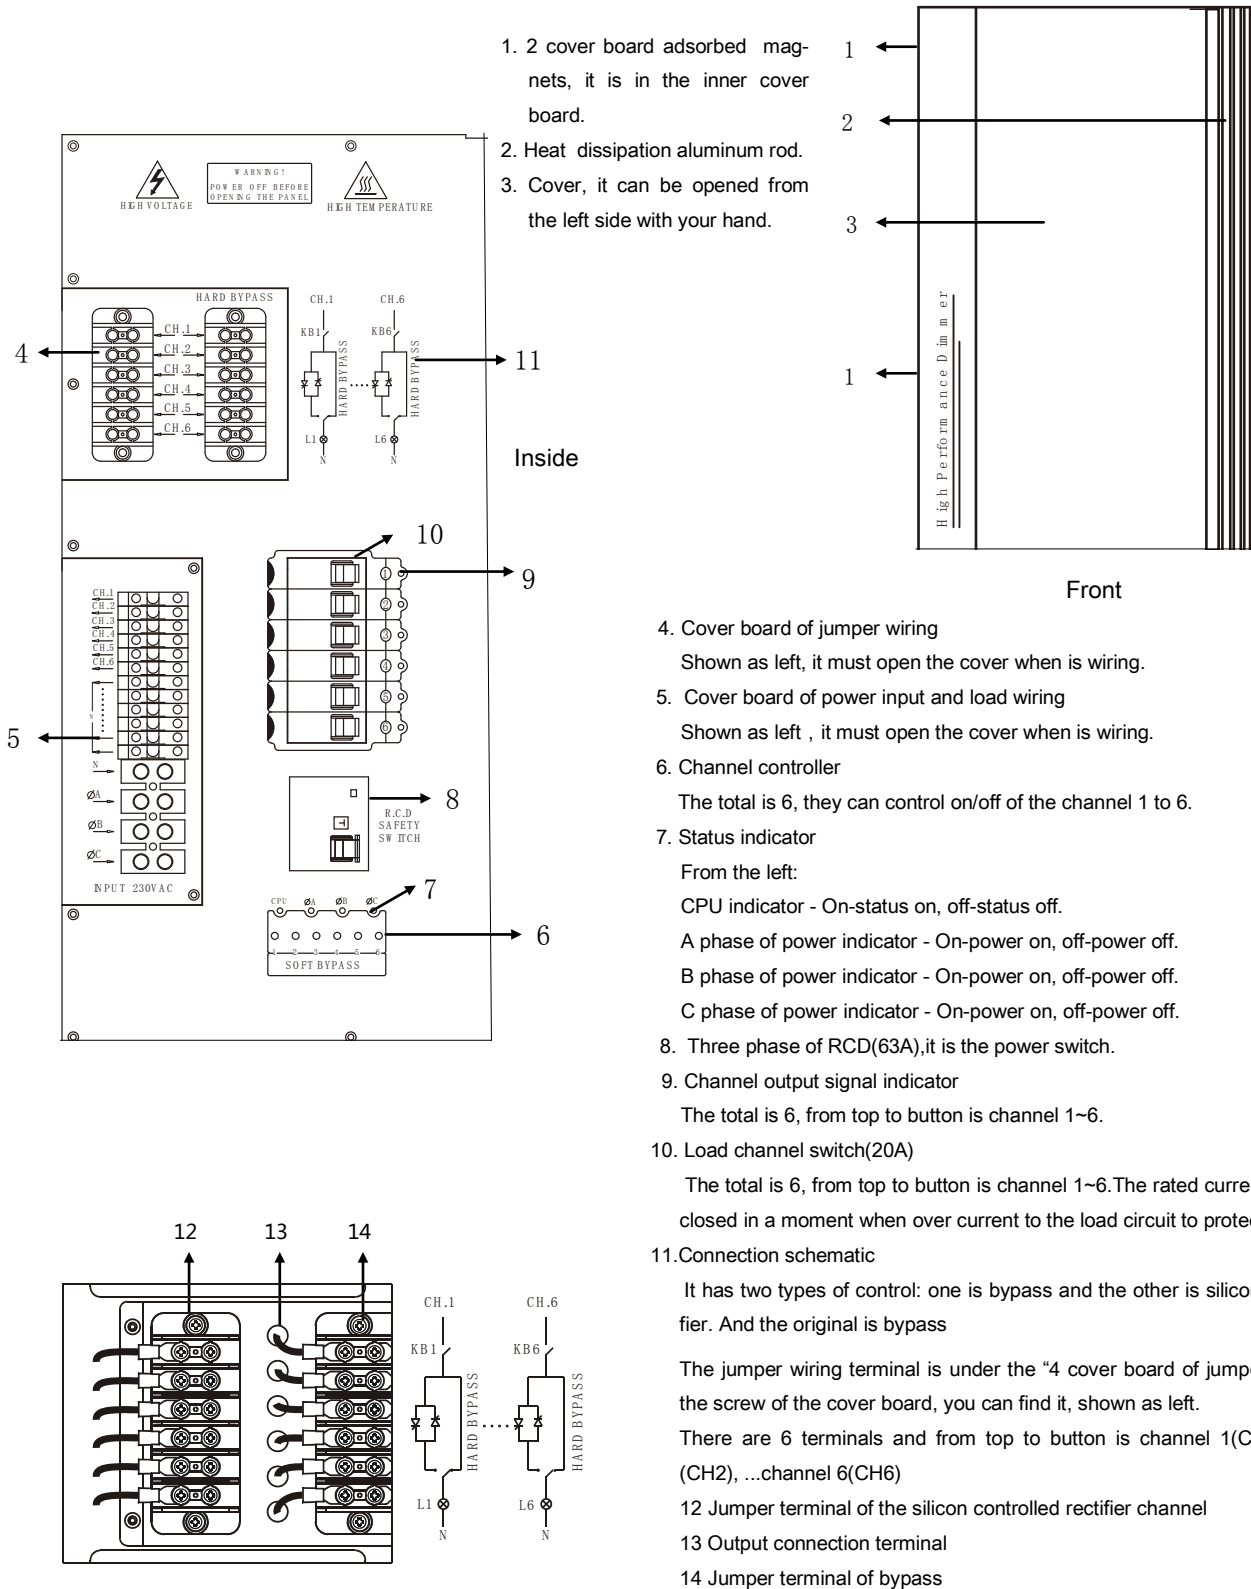 1. 2 cover board adsorbed mag-
nets, it is in the inner cover
board.
2. Heat dissipation aluminum rod.
3. Cover, it can be opened from
the left side with your hand.
1
2
3
1
High Performance Dimmer
Front
HIGH VOLTAGE
WARNING!
POWER OFF BEFORE
OPENING THE PANEL
HIGH TEMPERATURE
HARD BYPASS
CH.1
CH.2
CH.3
CH.4
CH.5
CH.6
4
CH.1 CH.6
KB1 KB6
HARD BYPASS
HARD BYPASS
L1 L6
N N
11
Inside
10
9
1
2
3
4
5
6
CH.1
CH.2
CH.3
CH.4
CH.5
CH.6
N
5
N
ØA
ØB
ØC
INPUT 230VAC
T
8
R.C.D
SAFETY
SWITCH
7
CPU ØA ØB ØC
6
1 2 3 4 5 6
SOFT BYPASS
4. Cover board of jumper wiring
Shown as left, it must open the cover when is wiring.
5. Cover board of power input and load wiring
Shown as left , it must open the cover when is wiring.
6. Channel controller
The total is 6, they can control on/off of the channel 1 to 6.
7. Status indicator
From the left:
CPU indicator - On-status on, off-status off.
A phase of power indicator - On-power on, off-power off.
B phase of power indicator - On-power on, off-power off.
C phase of power indicator - On-power on, off-power off.
8. Three phase of RCD(63A),it is the power switch.
9. Channel output signal indicator
The total is 6, from top to button is channel 1~6.
10. Load channel switch(20A)
The total is 6, from top to button is channel 1~6.The rated curre
closed in a moment when over current to the load circuit to prote
11.Connection schematic
It has two types of control: one is bypass and the other is silico
fier. And the original is bypass
The jumper wiring terminal is under the “4 cover board of jump
the screw of the cover board, you can find it, shown as left.
There are 6 terminals and from top to button is channel 1(C
(CH2), ...channel 6(CH6)
12 Jumper terminal of the silicon controlled rectifier channel
13 Output connection terminal
14 Jumper terminal of bypass
12 13 14
CH.1 CH.6
KB1 KB6
HARD BYPASS
HARD BYPASS
L1 L6
N N